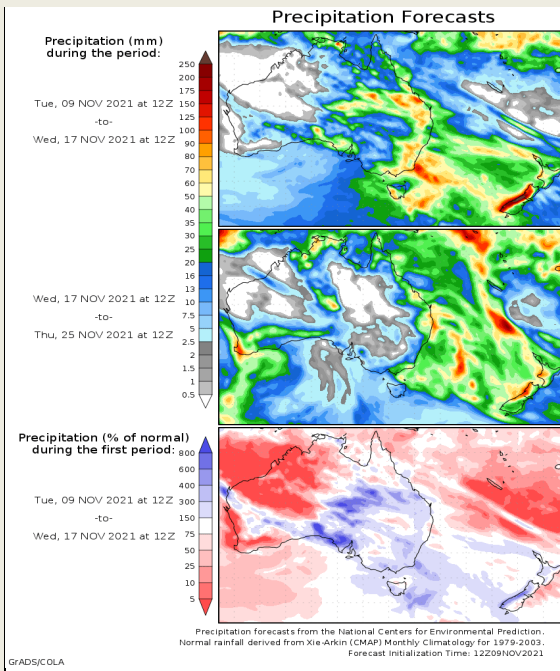 Precipitation Forecasts
Precipitation (mm)
during the period:
250
200
175
150
125
100
90
80
70
60
50
40
35
30
25
20
16
13
10
7.5
5
2.5
2
1.5
1
0.5
Tue, 09 NOV 2021 at 12Z
-to-
Wed, 17 NOV 2021 at 12Z
Wed, 17 NOV 2021 at 12Z
-to-
Thu, 25 NOV 2021 at 12Z
Precipitation (% of normal)
during the first period:
800
600
400
300
150
75
50
25
10
5
Tue, 09 NOV 2021 at 12Z
-to-
Wed, 17 NOV 2021 at 12Z
Precipitation forecasts from the National Centers for Environmental Prediction.
Normal rainfall derived from Xie-Arkin (CMAP) Monthly Climatology for 1979-2003.
Forecast Initialization Time: 12Z09NOV2021
GrADS/COLA